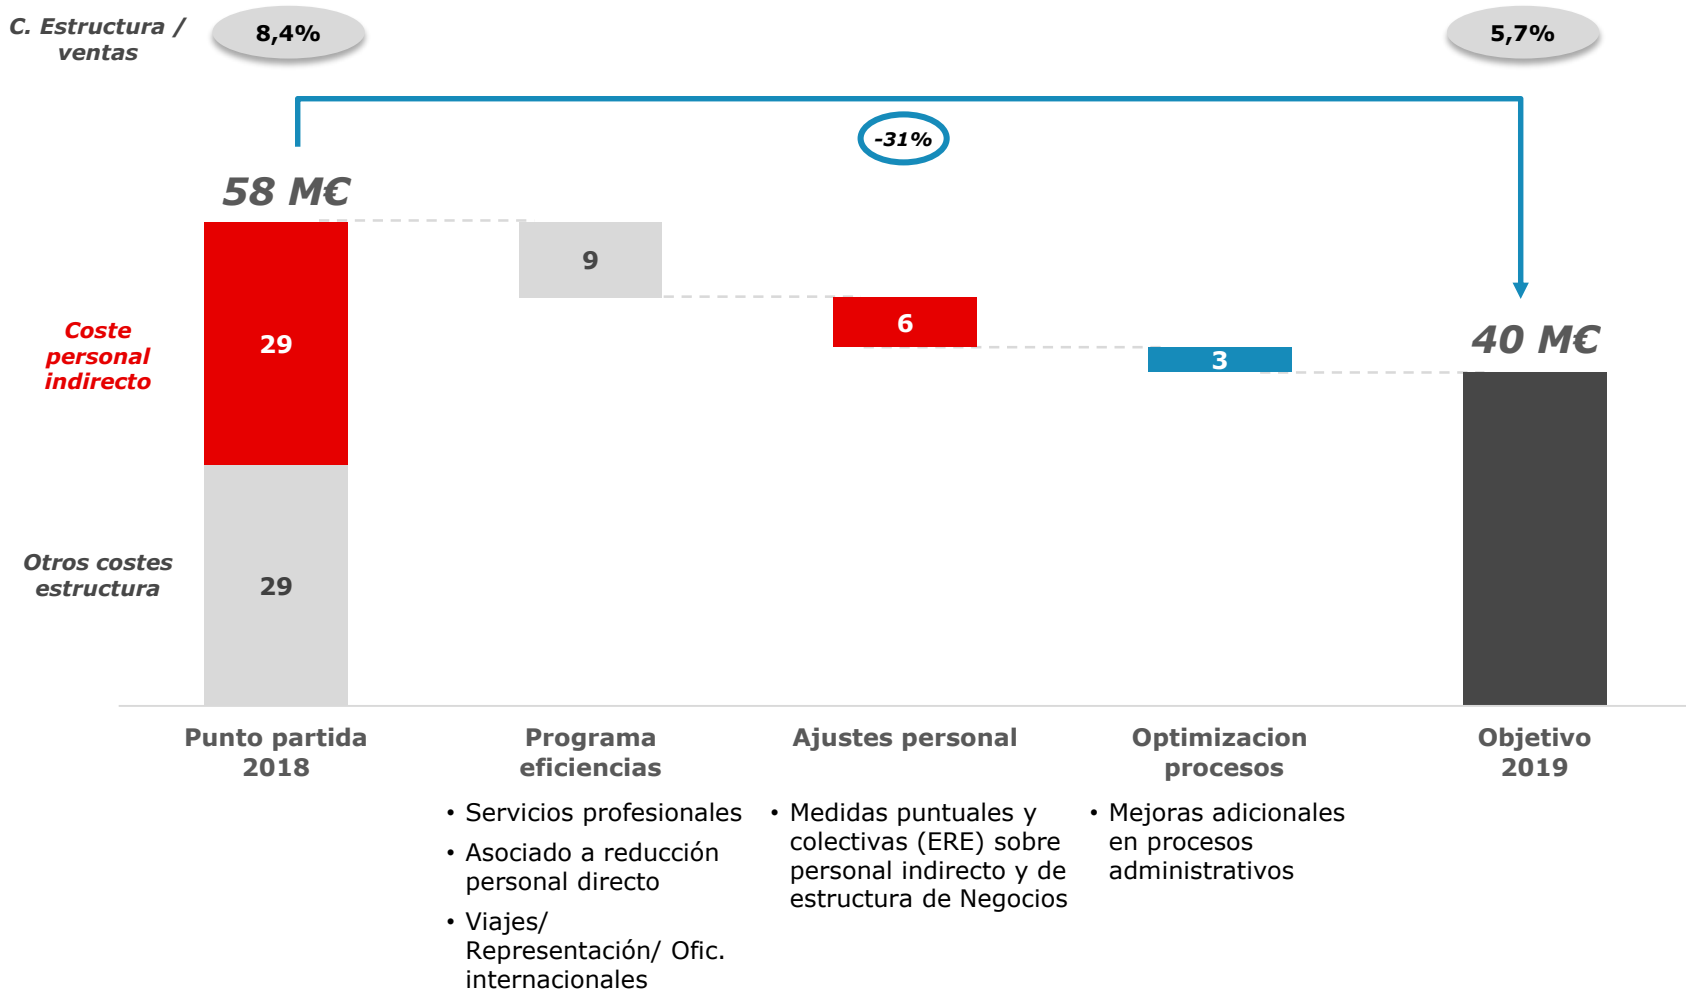 C. Estructura /
ventas
8,4%
5,7%
-31%
58 M€
9
6
3
40 M€
Coste
personal
indirecto
29
Otros costes
estructura
29
Punto partida
2018
Programa
eficiencias
Ajustes personal
Optimizacion
procesos
Objetivo
2019
• Servicios profesionales
• Asociado a reducción
personal directo
• Viajes/
Representación/ Ofic.
internacionales
• Medidas puntuales y
colectivas (ERE) sobre
personal indirecto y de
estructura de Negocios
• Mejoras adicionales
en procesos
administrativos